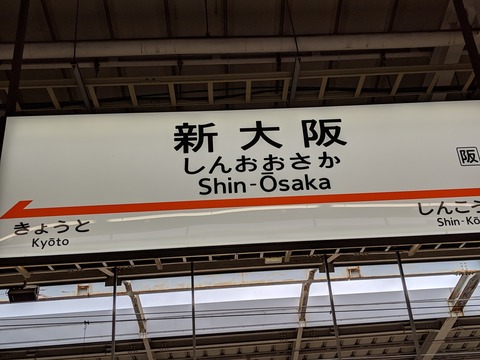 新大阪
しんおおさか
Shin-Ōsaka
阪
きょうと
Kyōto
しんこう
Shin-Kō